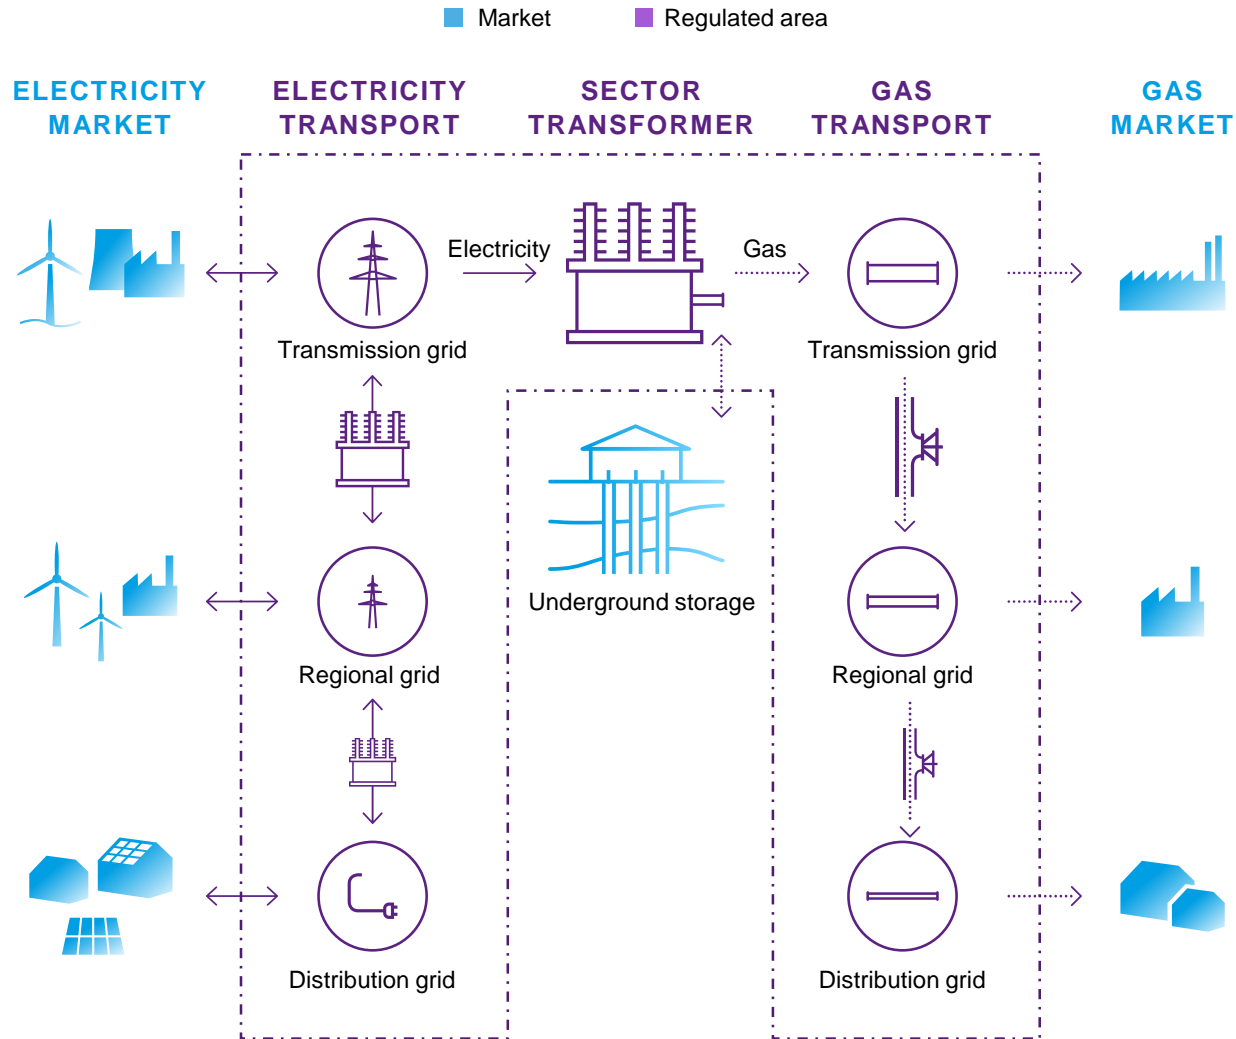 Market
Regulated area
ELECTRICITY
MARKET
ELECTRICITY
TRANSPORT
SECTOR
TRANSFORMER
GAS
TRANSPORT
GAS
MARKET
Electricity
Gas
Transmission grid
Transmission grid
Underground storage
Regional grid
Regional grid
Distribution grid
Distribution grid